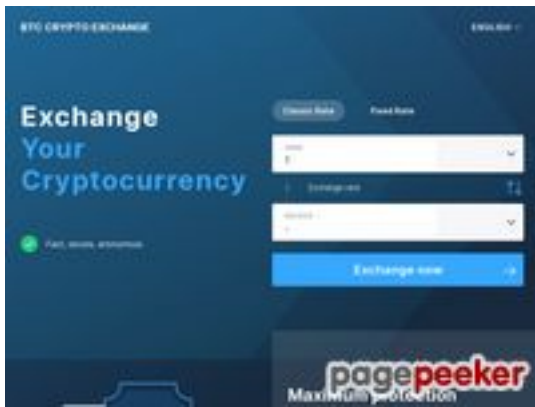 BTC CRYPTO EXCHANGE
ENGLISH
Exchange
Your
Cryptocurrency
Classic Rate
Fixed Rate
Exchange rate
Fast, secure, anonymous
Exchange now
Maximum protection
pagepeeker